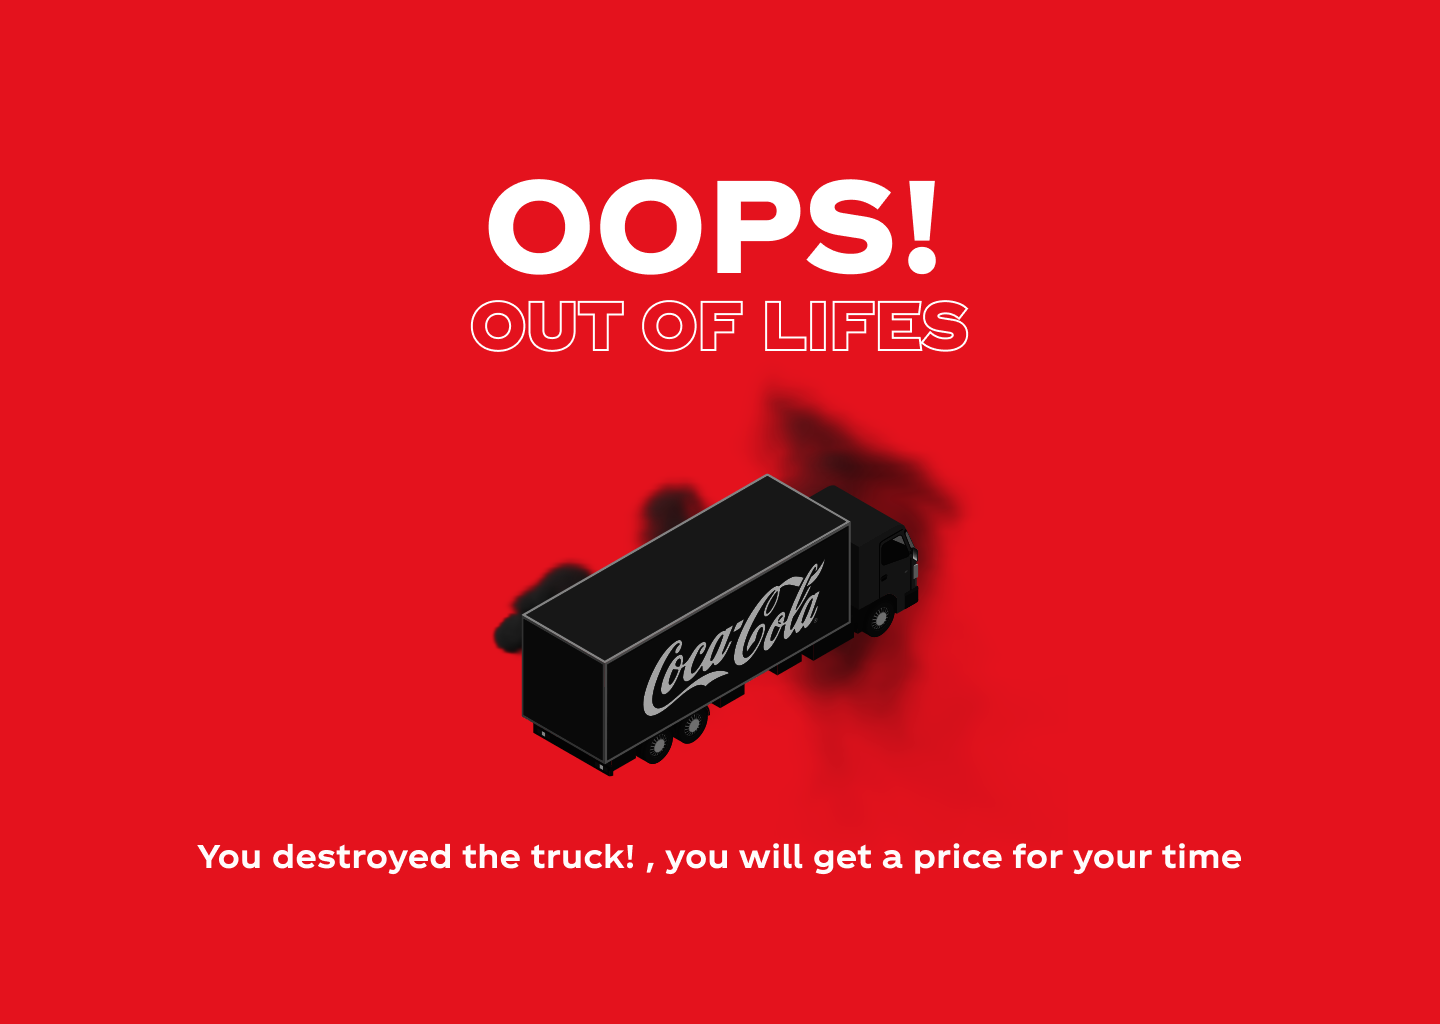 OOPS!
OUT OF LIFES
Coca-Cola
You destroyed the truck! , you will get a price for your time